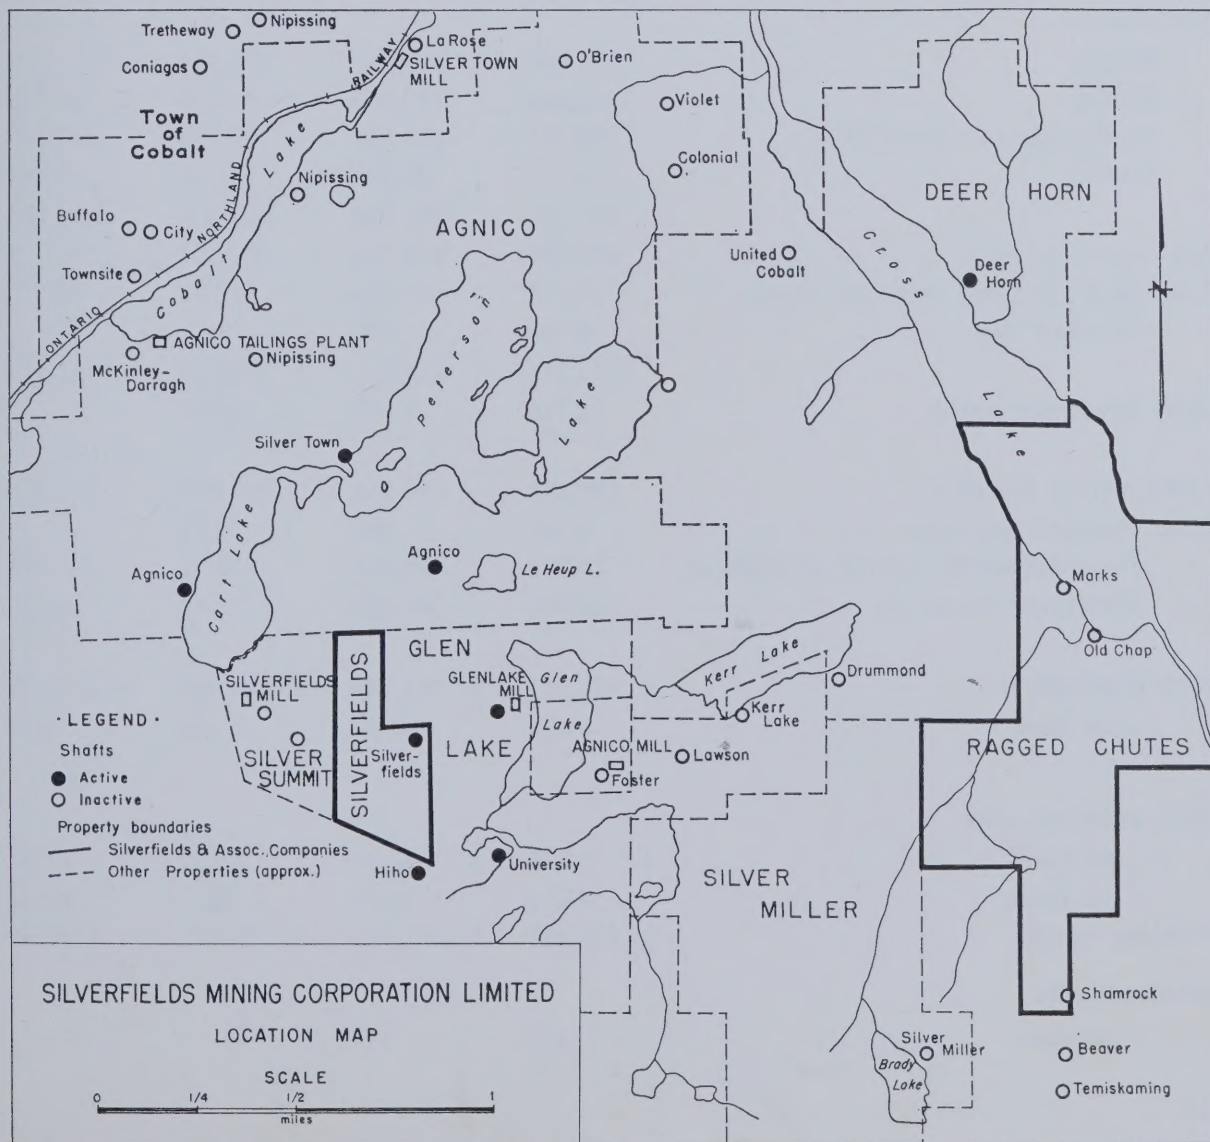 Nipissing
Tretheway
La Rose
SILVER TOWN
MILL
O'Brien
Coniagas
RAILWAY
Town
of
Cobalt
Violet
Colonial
Lake
NORTHLAND
Nipissing
DEER HORN
Buffalo
City
AGNICO
United
Cobalt
Cross
Townsite
Cobalt
Deer
Horn
N
ONTARIO
AGNICO TAILINGS PLANT
Nipissing
McKinley-
Darragh
Peterson
Lake
Lake
Silver Town
Cart Lake
Agnico
Agnico
Le Heup L.
Marks
Old Chap
GLEN
SILVERFIELDS
MILL
SILVERFIELDS
GLENLAKE
MILL
Glen
Kerr Lake
Drummond
Kerr
Lake
LAKE
Lake
AGNICO MILL
Foster
Lawson
RAGGED CHUTES
SILVER
SUMMIT
Silver-
fields
· LEGEND ·
Shafts
Active
Inactive
Property boundaries
Silverfields & Assoc., Companies
Other Properties (approx.)
Hiho
University
SILVER
MILLER
SILVERFIELDS MINING CORPORATION LIMITED
LOCATION MAP
SCALE
0 1/4 1/2 1
miles
Shamrock
Silver
Miller
Brady
Lake
Beaver
Temiskaming